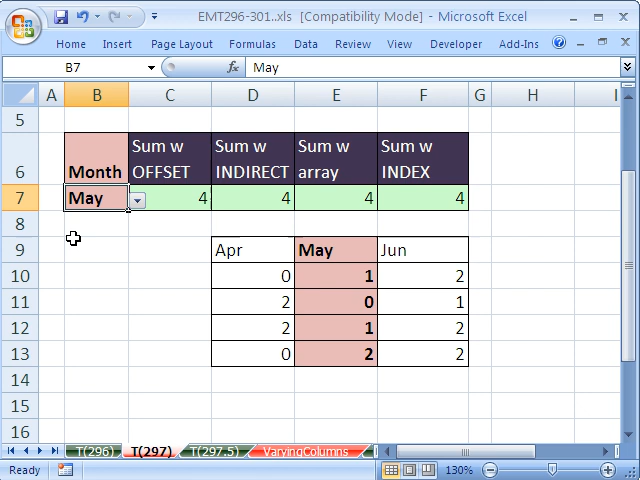 EMT296-301..xls [Compatibility Mode] - Microsoft Excel
Home Insert Page Layout Formulas Data Review View Developer Add-Ins
B7 May
A B C D E F G H I
5
Sum w Sum w Sum w Sum w
6 Month OFFSET INDIRECT array INDEX
7 May 4 4 4 4
8
9 Apr May Jun
10 0 1 2
11 2 0 1
12 2 1 2
13 0 2 2
14
15
16
T(296) T(297) T(297.5) VaryingColumns
Ready 130%